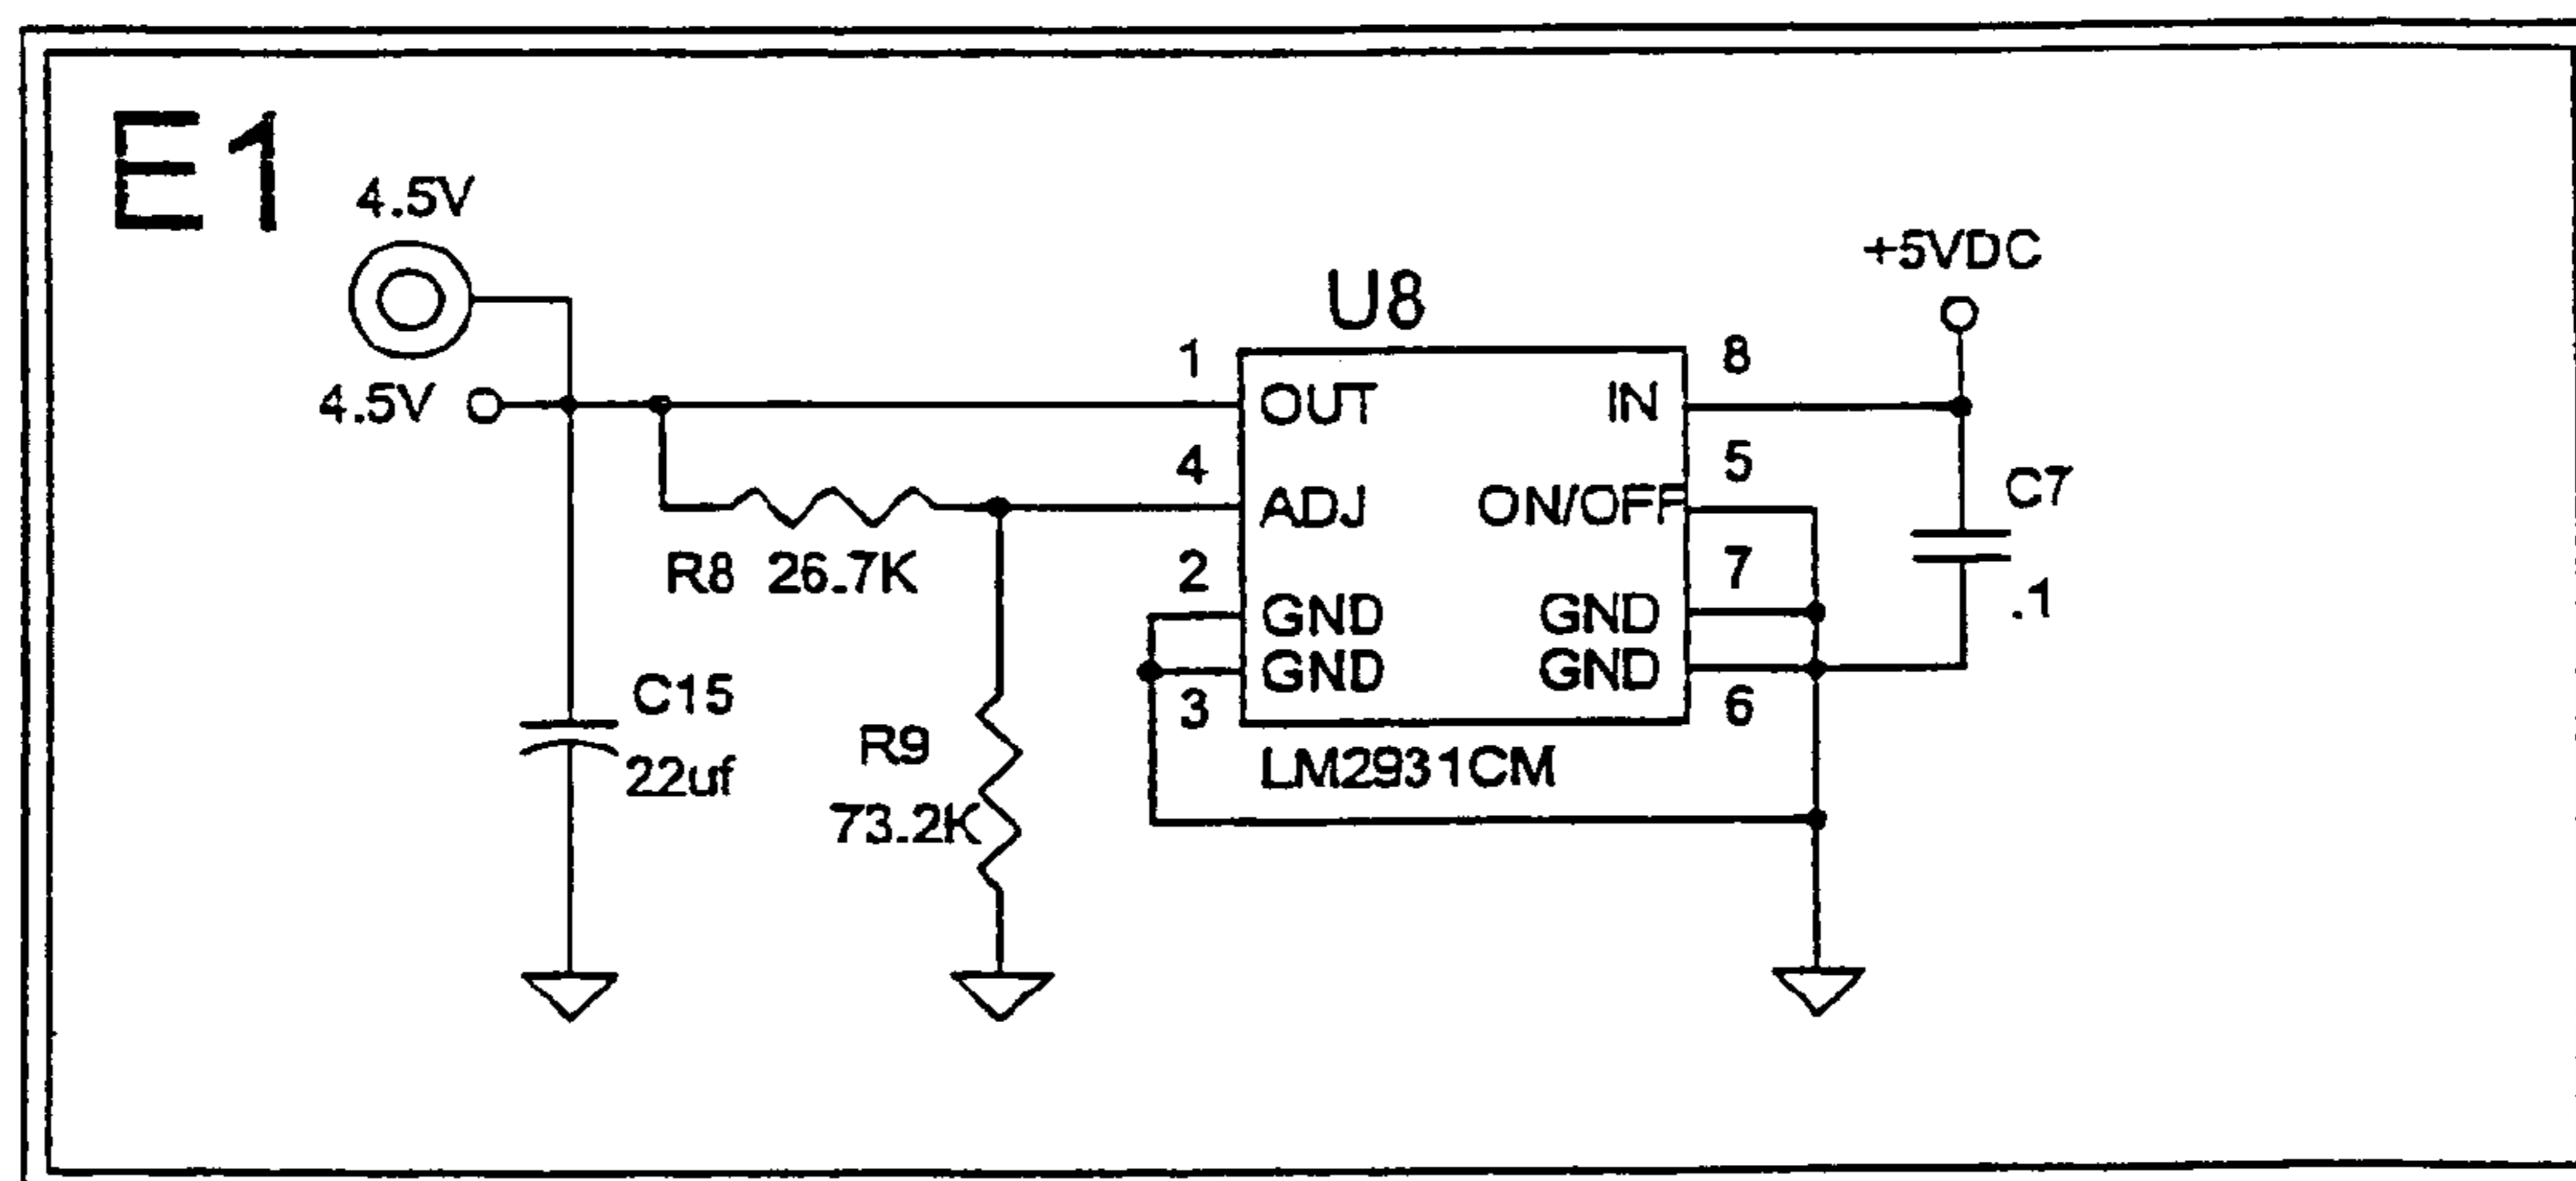 E1
4.5V
4.5V
U8
+5VDC
1
8
OUT
IN
4
5
ADJ
ON/OFF
C7
R8 26.7K
2
7
.1
GND
GND
GND
GND
3
6
C15
22uf
R9
73.2K
LM2931CM